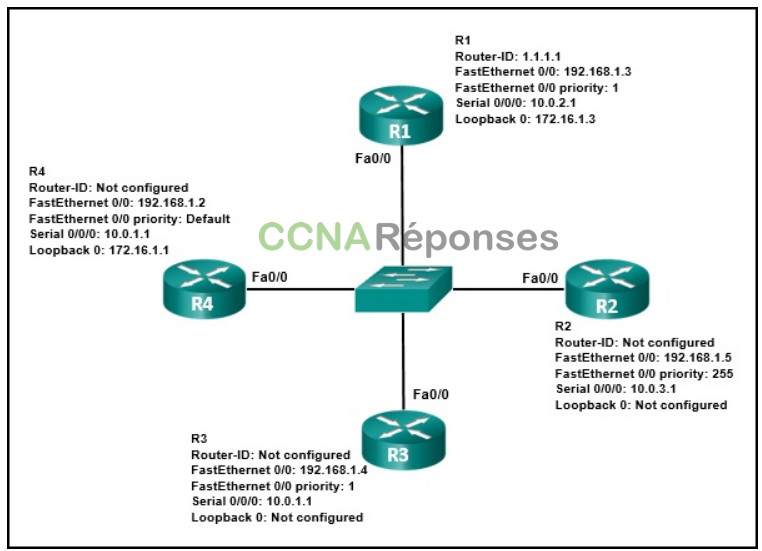 R1
Router-ID: 1.1.1.1
FastEthernet 0/0: 192.168.1.3
FastEthernet 0/0 priority: 1
Serial 0/0/0: 10.0.2.1
Loopback 0: 172.16.1.3
R1
Fa0/0
R4
Router-ID: Not configured
FastEthernet 0/0: 192.168.1.2
FastEthernet 0/0 priority: Default
Serial 0/0/0: 10.0.1.1
Loopback 0: 172.16.1.1
CCNARéponses
Fa0/0
R4
Fa0/0
R2
R2
Router-ID: Not configured
FastEthernet 0/0: 192.168.1.5
FastEthernet 0/0 priority: 255
Serial 0/0/0: 10.0.3.1
Loopback 0: Not configured
Fa0/0
R3
R3
Router-ID: Not configured
FastEthernet 0/0: 192.168.1.4
FastEthernet 0/0 priority: 1
Serial 0/0/0: 10.0.1.1
Loopback 0: Not configured